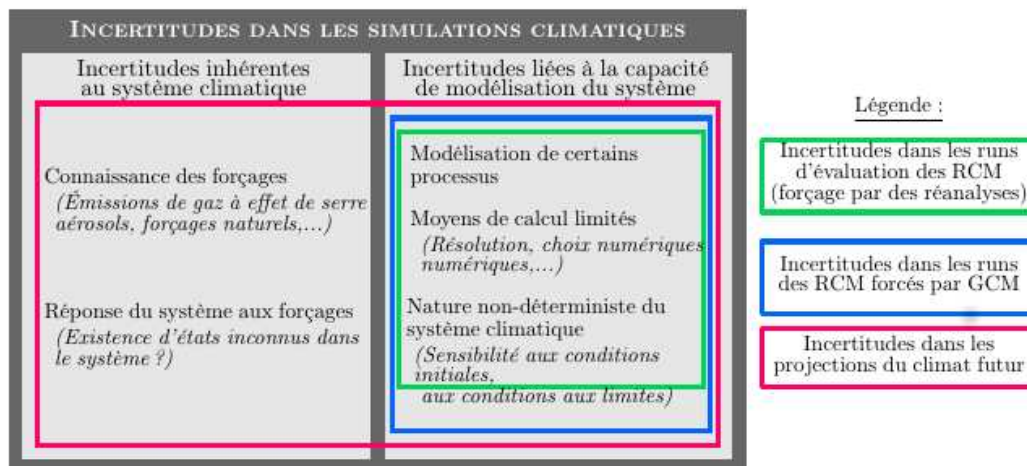 INCERTITUDES DANS LES SIMULATIONS CLIMATIQUES
Incertitudes inhérentes
au système climatique
Connaissance des forçages
(Émissions de gaz à effet de serre
aérosols, forçages naturels,...)
Réponse du système aux forçages
(Existence d'états inconnus dans
le système ?)
Incertitudes liées à la capacité
de modélisation du système
Modélisation de certains
processus
Moyens de calcul limités
(Résolution, choix numériques
numériques,...)
Nature non-déterministe du
système climatique
(Sensibilité aux conditions
initiales,
aux conditions aux limites)
Légende :
Incertitudes dans les runs
d'évaluation des RCM
(forçage par des réanalyses)
Incertitudes dans les runs
des RCM forcés par GCM
Incertitudes dans les
projections du climat futur